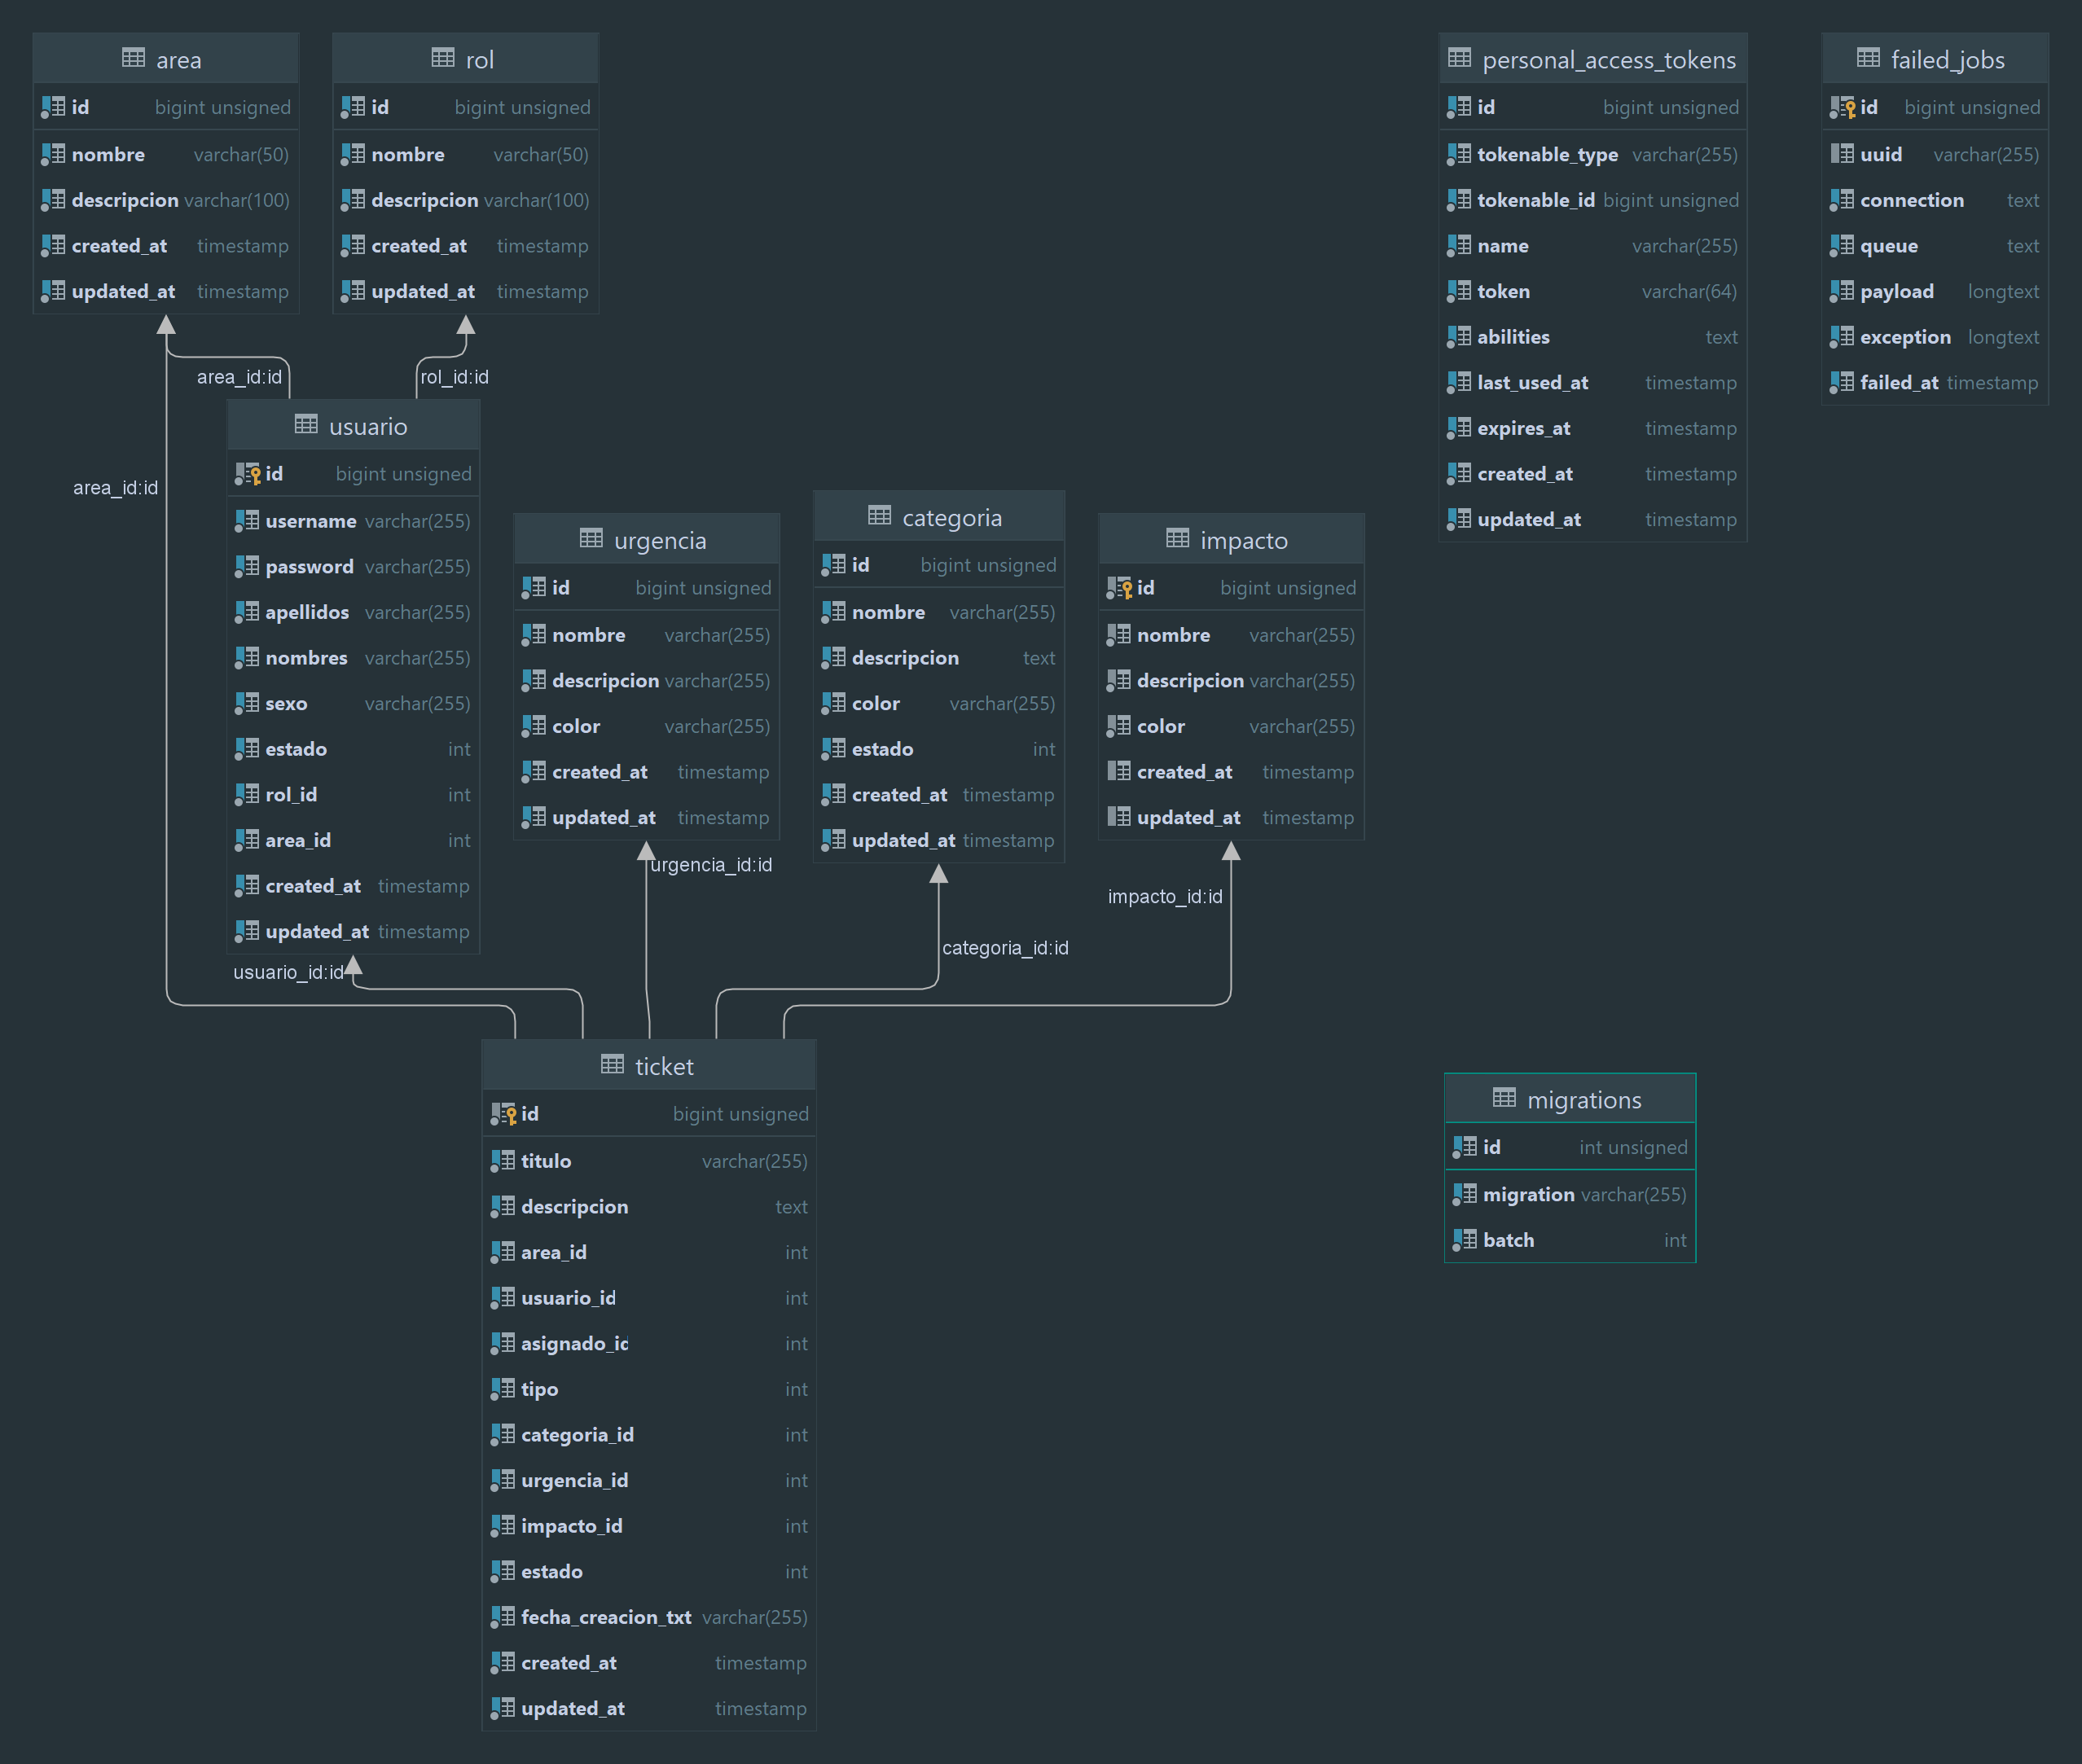 area
id bigint unsigned
nombre varchar(50)
descripcion varchar(100)
created_at timestamp
updated_at timestamp
rol
id bigint unsigned
nombre varchar(50)
descripcion varchar(100)
created_at timestamp
updated_at timestamp
personal_access_tokens
id bigint unsigned
tokenable_type varchar(255)
tokenable_id bigint unsigned
name varchar(255)
token varchar(64)
abilities text
last_used_at timestamp
expires_at timestamp
created_at timestamp
updated_at timestamp
failed_jobs
id bigint unsigned
uuid varchar(255)
connection text
queue text
payload longtext
exception longtext
failed_at timestamp
area_id:id
rol_id:id
area_id:id
usuario
id bigint unsigned
username varchar(255)
password varchar(255)
apellidos varchar(255)
nombres varchar(255)
sexo varchar(255)
estado int
rol_id int
area_id int
created_at timestamp
updated_at timestamp
urgencia
id bigint unsigned
nombre varchar(255)
descripcion varchar(255)
color varchar(255)
created_at timestamp
updated_at timestamp
categoria
id bigint unsigned
nombre varchar(255)
descripcion text
color varchar(255)
estado int
created_at timestamp
updated_at timestamp
impacto
id bigint unsigned
nombre varchar(255)
descripcion varchar(255)
color varchar(255)
created_at timestamp
updated_at timestamp
urgencia_id:id
impacto_id:id
categoria_id:id
usuario_id:id
ticket
id bigint unsigned
titulo varchar(255)
descripcion text
area_id int
usuario_id int
asignado_id int
tipo int
categoria_id int
urgencia_id int
impacto_id int
estado int
fecha_creacion_txt varchar(255)
created_at timestamp
updated_at timestamp
migrations
id int unsigned
migration varchar(255)
batch int